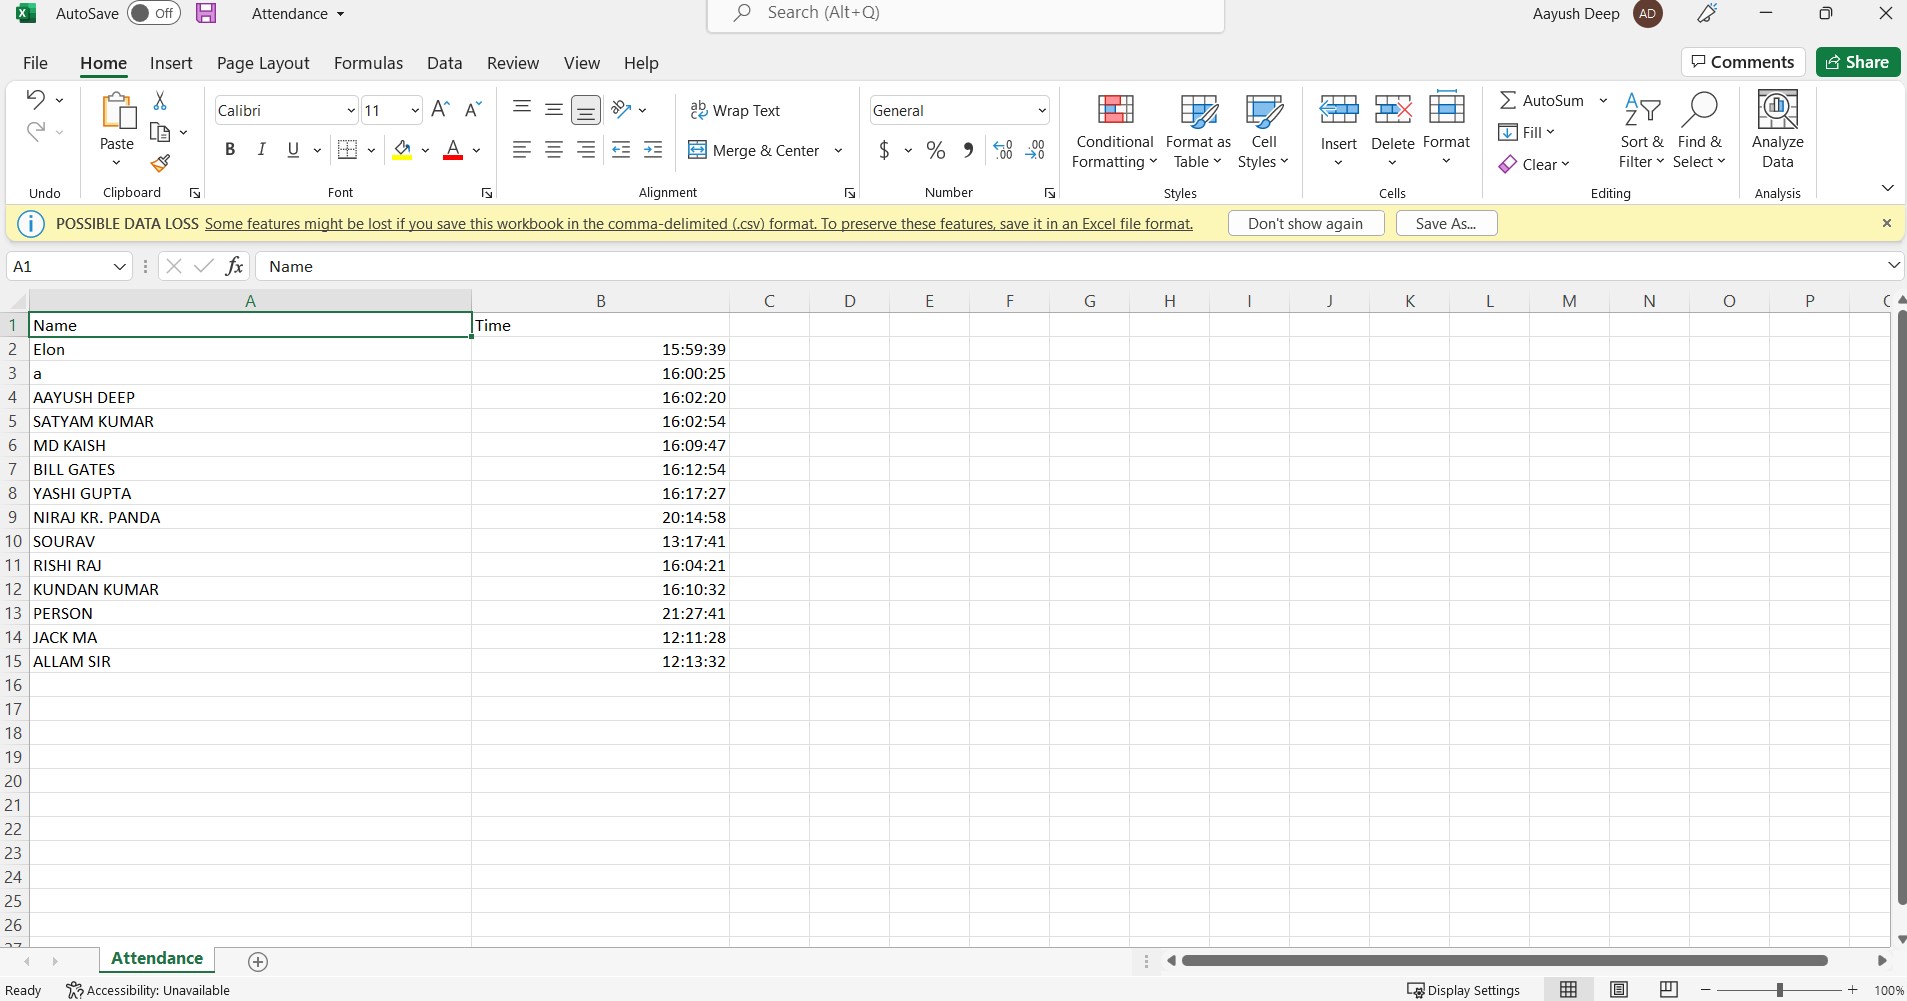 AutoSave Off Attendance Search (Alt+Q) Aayush Deep AD
File Home Insert Page Layout Formulas Data Review View Help Comments Share
Calibri 11 Wrap Text General AutoSum
Paste B I U Merge & Center $ % Conditional Formatting Format as Table Cell Styles Insert Delete Format Fill Clear Sort & Filter Find & Select Analyze Data
Undo Clipboard Font Alignment Number Styles Cells Editing Analysis
POSSIBLE DATA LOSS Some features might be lost if you save this workbook in the comma-delimited (.csv) format. To preserve these features, save it in an Excel file format. Don't show again Save As...
A1 fx Name
A B C D E F G H I J K L M N O P
1 Name Time
2 Elon 15:59:39
3 a 16:00:25
4 AAYUSH DEEP 16:02:20
5 SATYAM KUMAR 16:02:54
6 MD KAISH 16:09:47
7 BILL GATES 16:12:54
8 YASHI GUPTA 16:17:27
9 NIRAJ KR. PANDA 20:14:58
10 SOURAV 13:17:41
11 RISHI RAJ 16:04:21
12 KUNDAN KUMAR 16:10:32
13 PERSON 21:27:41
14 JACK MA 12:11:28
15 ALLAM SIR 12:13:32
16
17
18
19
20
21
22
23
24
25
26
Attendance
Ready Accessibility: Unavailable Display Settings 100%